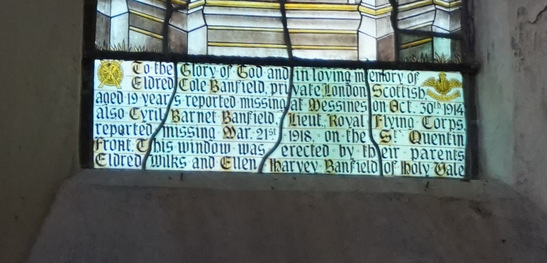 To the Glory of God and in loving memory of
Eldred Cole Banfield, private London Scottish
aged 19 years reported missing at Messines on Oct. 30th 1914
also Cyril Barnet Banfield, Lieut. Royal Flying Corps,
reported missing Mar. 21st 1918, on the St Quentin
Front. This window was erected by their parents
Eldred Wilks and Ellen Harvey Banfield of Holy Vale